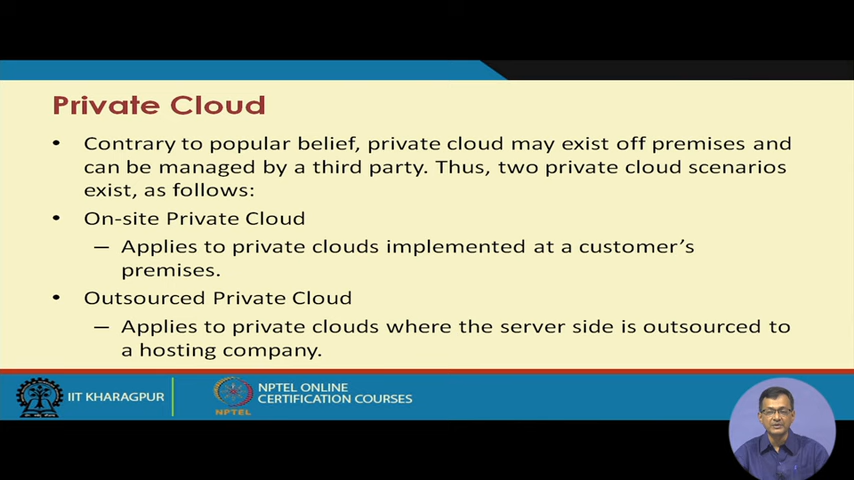 Private Cloud
• Contrary to popular belief, private cloud may exist off premises and
can be managed by a third party. Thus, two private cloud scenarios
exist, as follows:
• On-site Private Cloud
– Applies to private clouds implemented at a customer's
premises.
• Outsourced Private Cloud
– Applies to private clouds where the server side is outsourced to
a hosting company.
IIT KHARAGPUR
NPTEL
NPTEL ONLINE
CERTIFICATION COURSES